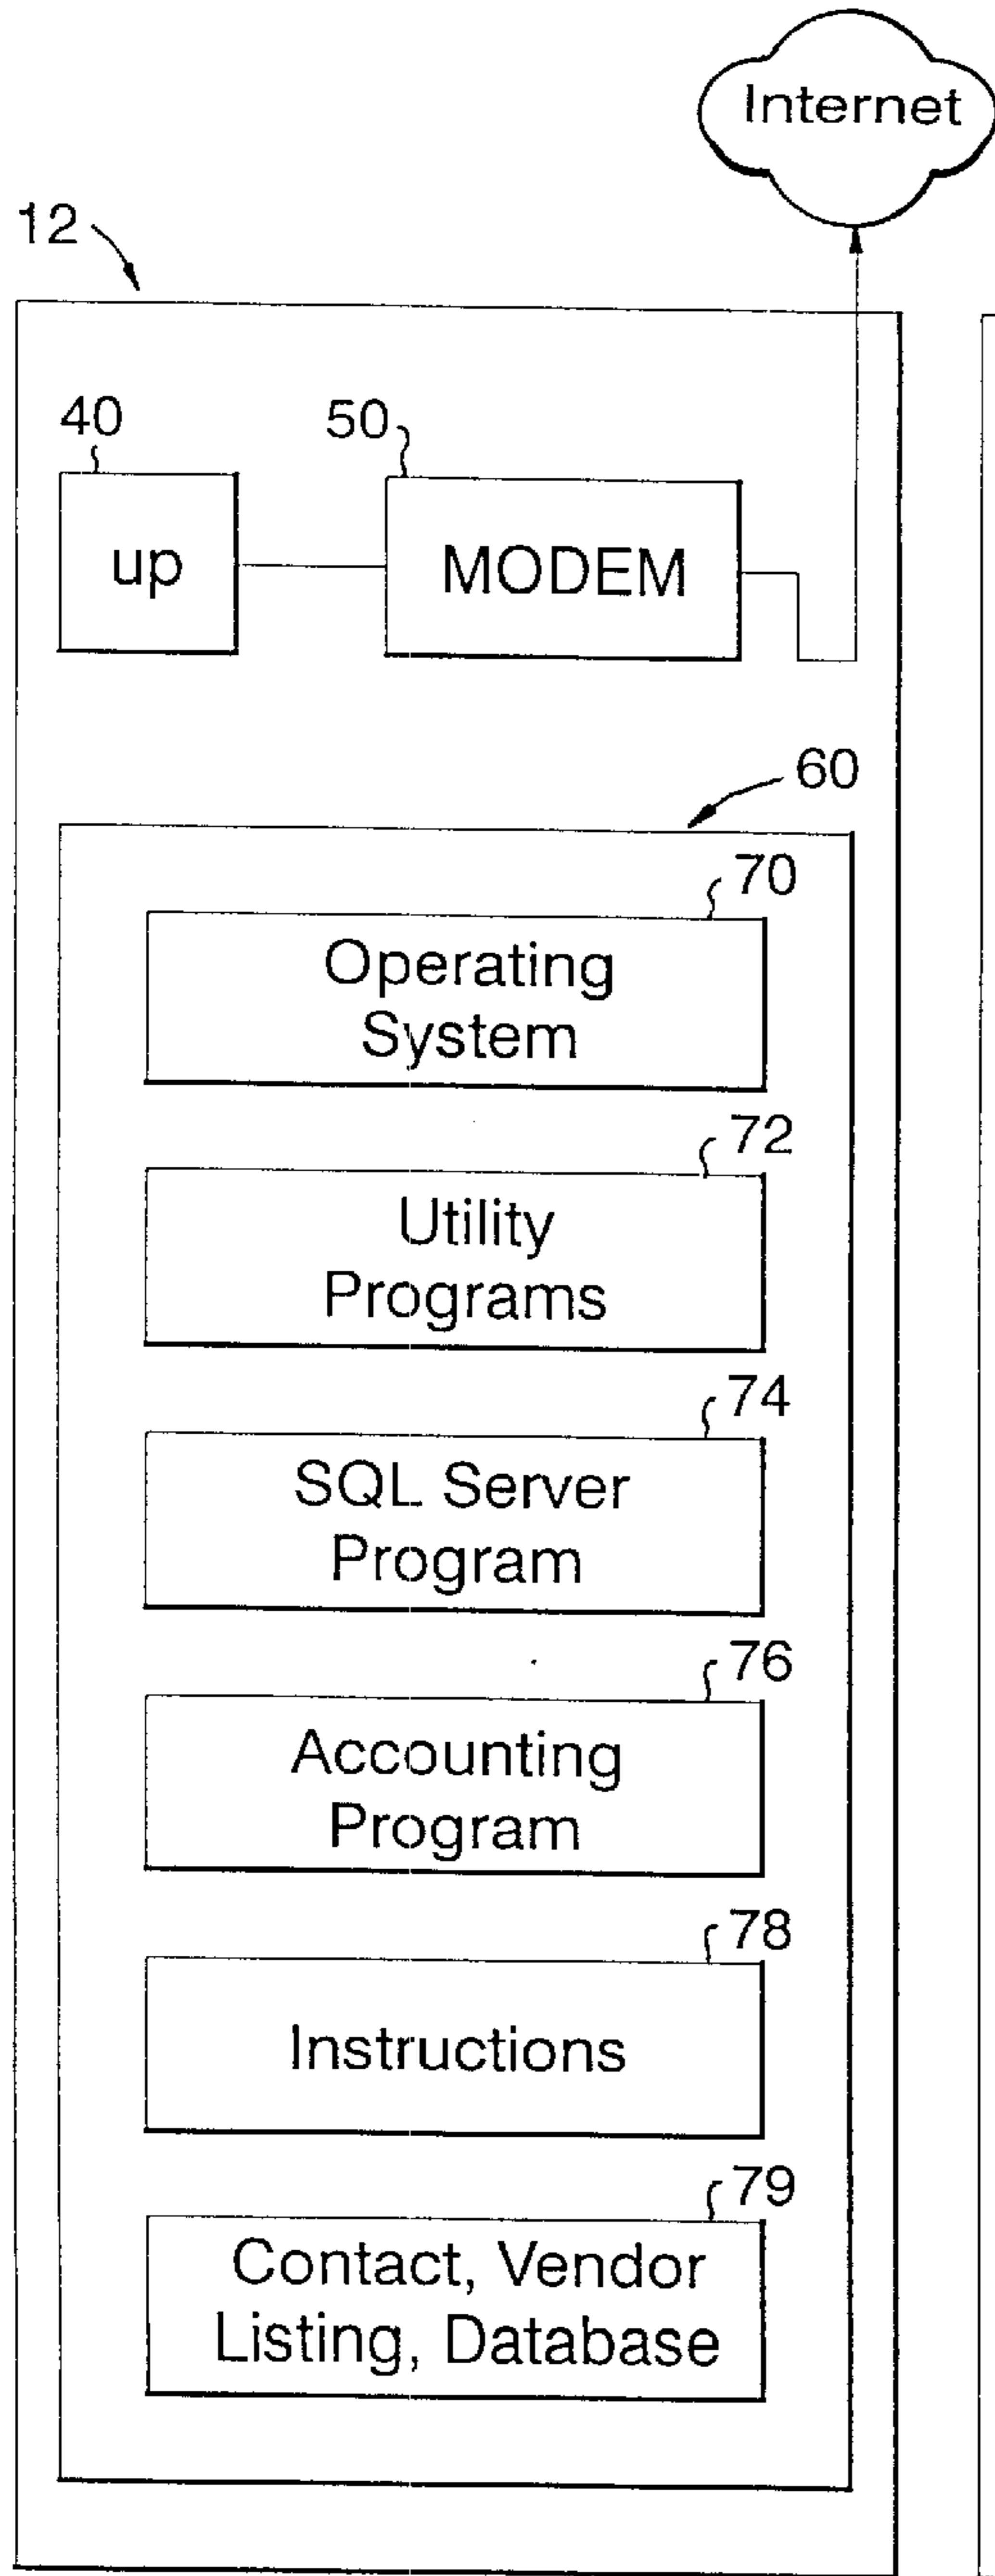 Internet
12
40
50
up
MODEM
60
70
Operating
System
72
Utility
Programs
74
SQL Server
Program
76
Accounting
Program
78
Instructions
79
Contact, Vendor
Listing, Database